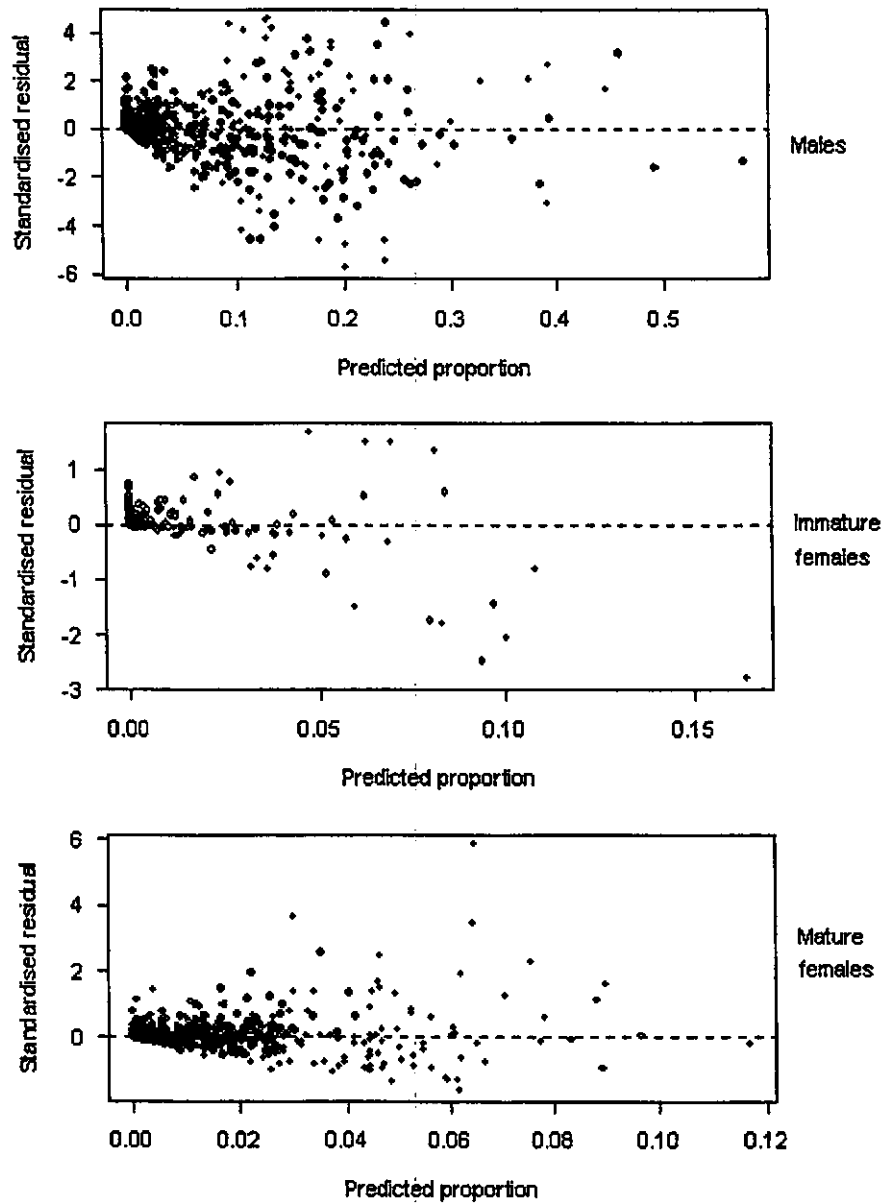 4
2
0
-2
-4
-6
Standardised residual
Males
0.0 0.1 0.2 0.3 0.4 0.5
Predicted proportion
1
0
-1
-2
-3
Standardised residual
Immature
females
0.00 0.05 0.10 0.15
Predicted proportion
6
4
2
0
Standardised residual
Mature
females
0.00 0.02 0.04 0.06 0.08 0.10 0.12
Predicted proportion